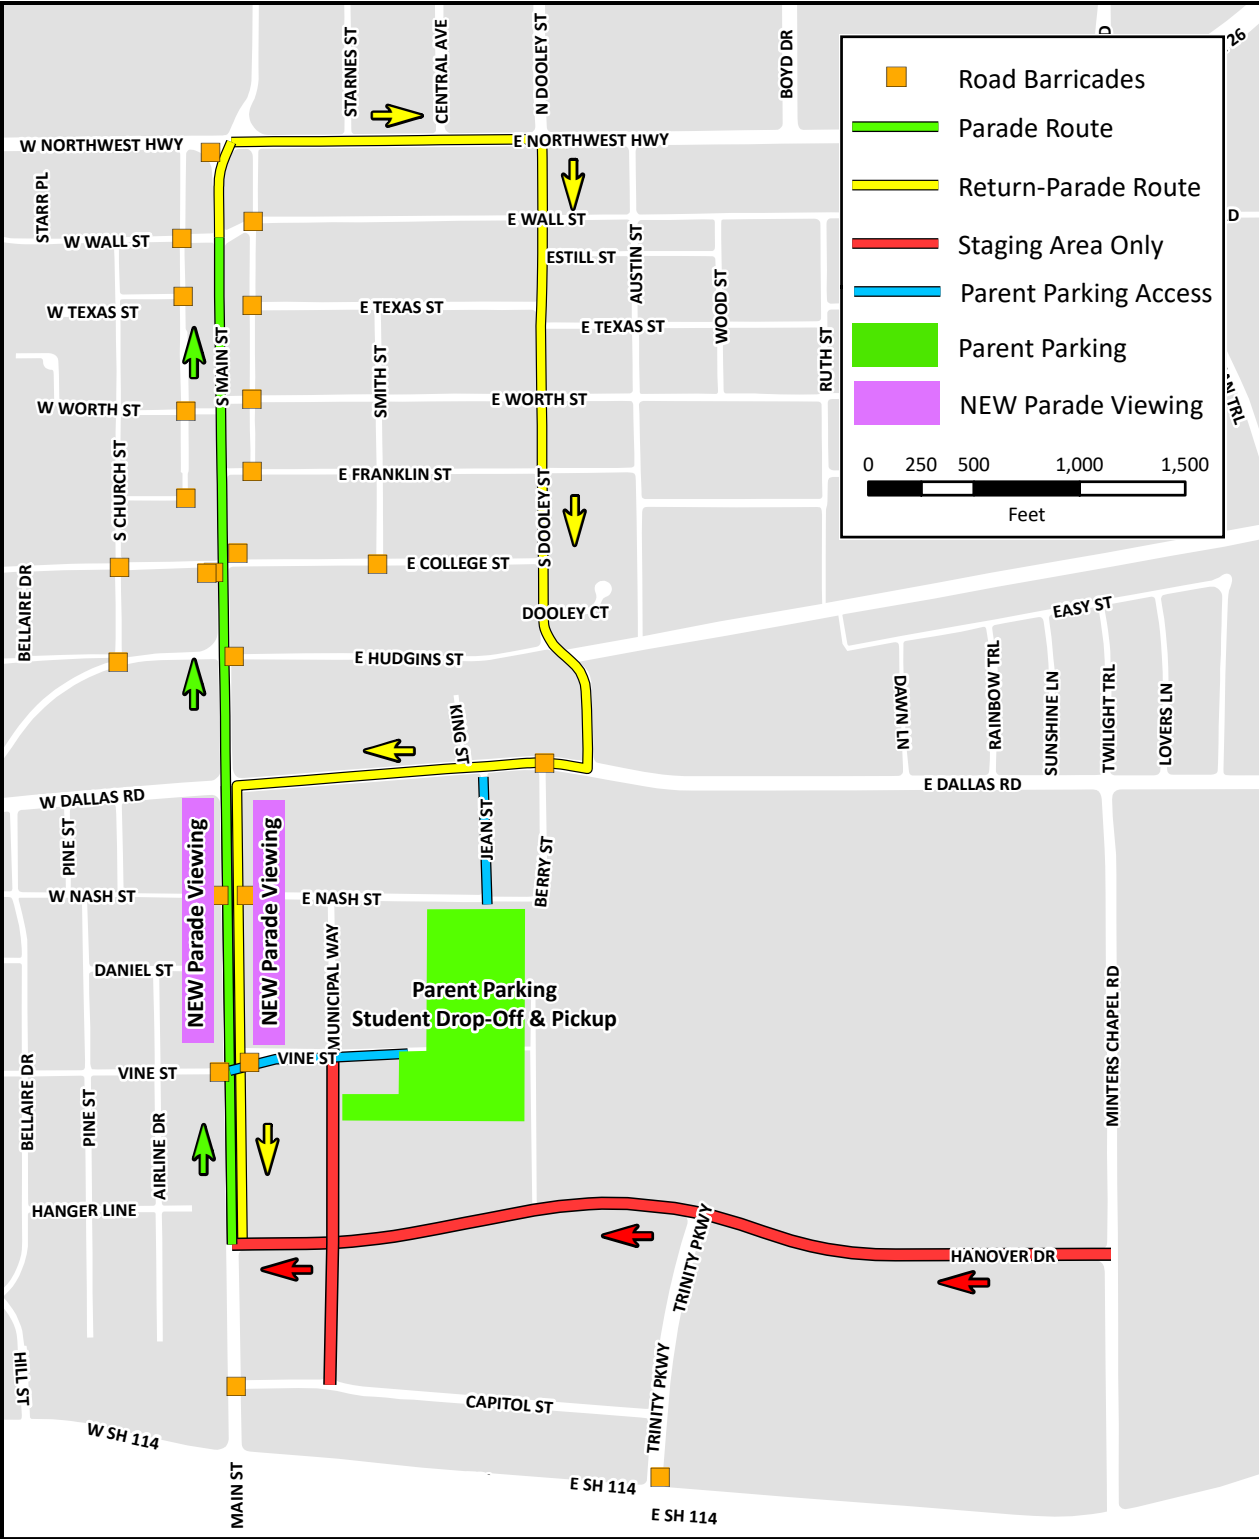 STARNES ST
CENTRAL AVE
N DOOLEY ST
BOYD DR
D
26
W NORTHWEST HWY
E NORTHWEST HWY
STARR PL
W WALL ST
E WALL ST
D
ESTILL ST
AUSTIN ST
WOOD ST
W TEXAS ST
E TEXAS ST
E TEXAS ST
S MAIN ST
SMITH ST
RUTH ST
W WORTH ST
E WORTH ST
S CHURCH ST
E FRANKLIN ST
S DOOLEY ST
E COLLEGE ST
BELLAIRE DR
DOOLEY CT
E HUDGINS ST
EASY ST
KING ST
DAWN LN
RAINBOW TRL
SUNSHINE LN
TWILIGHT TRL
LOVERS LN
W DALLAS RD
E DALLAS RD
PINE ST
JEAN ST
BERRY ST
NEW Parade Viewing
NEW Parade Viewing
W NASH ST
E NASH ST
MUNICIPAL WAY
DANIEL ST
Parent Parking
Student Drop-Off & Pickup
VINE ST
VINE ST
BELLAIRE DR
PINE ST
AIRLINE DR
MINTERS CHAPEL RD
HANGER LINE
TRINITY PKWY
HANOVER DR
HILL ST
TRINITY PKWY
CAPITOL ST
W SH 114
MAIN ST
E SH 114
E SH 114
Road Barricades
Parade Route
Return-Parade Route
Staging Area Only
Parent Parking Access
Parent Parking
NEW Parade Viewing
0 250 500 1,000 1,500
Feet
TRL